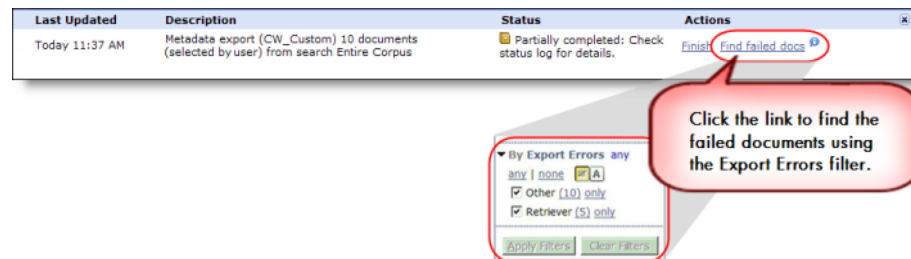 Last Updated Description Status Actions
Today 11:37 AM Metadata export (CW_Custom) 10 documents Partially completed: Check Finish Find failed docs
(selected by user) from search Entire Corpus status log for details.
Click the link to find the
failed documents using
the Export Errors filter.
By Export Errors any
any | none A
Other (10) only
Retriever (5) only
Apply Filters Clear Filters